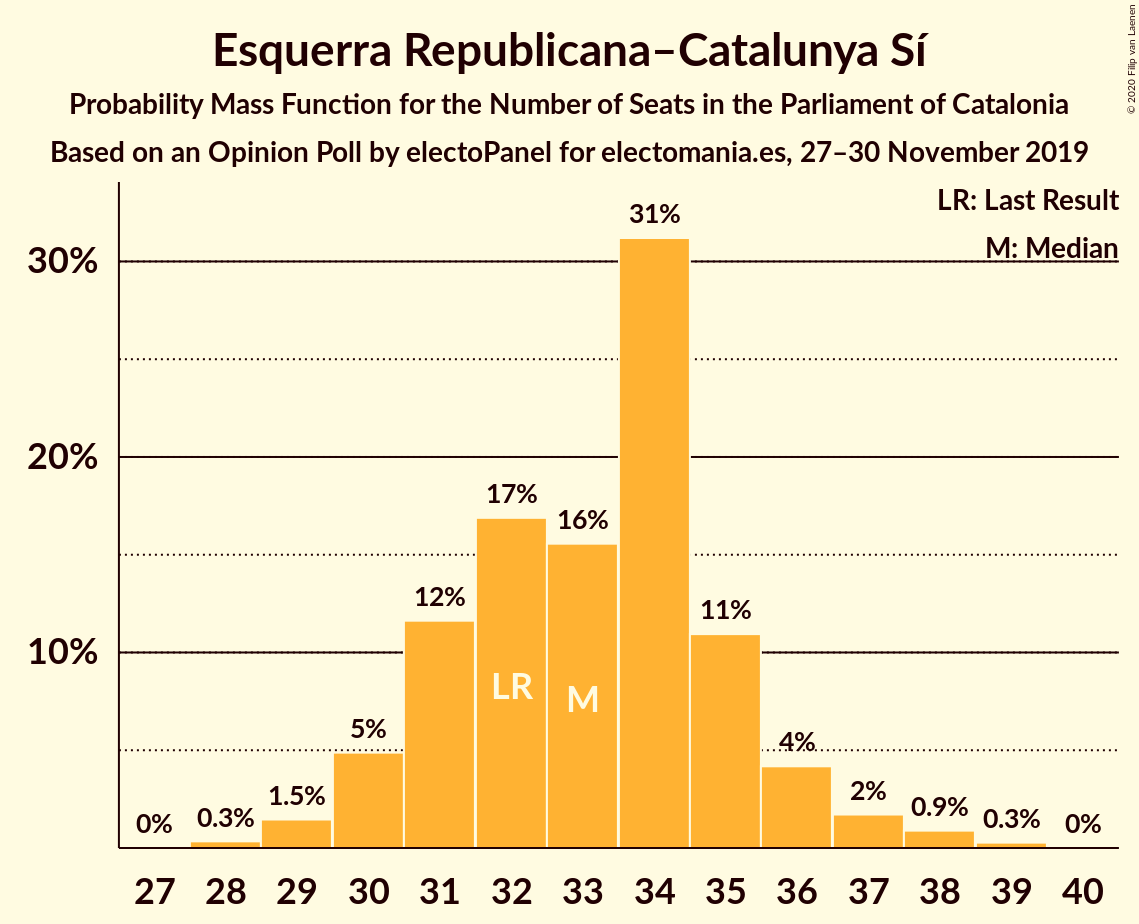 Esquerra Republicana–Catalunya Sí
Probability Mass Function for the Number of Seats in the Parliament of Catalonia
Based on an Opinion Poll by electoPanel for electomania.es, 27–30 November 2019
© 2020 Filip van Laenen
LR: Last Result
M: Median
30%
20%
10%
0%
0.3%
1.5%
5%
12%
17%
16%
31%
11%
4%
2%
0.9%
0.3%
0%
LR
M
27 28 29 30 31 32 33 34 35 36 37 38 39 40